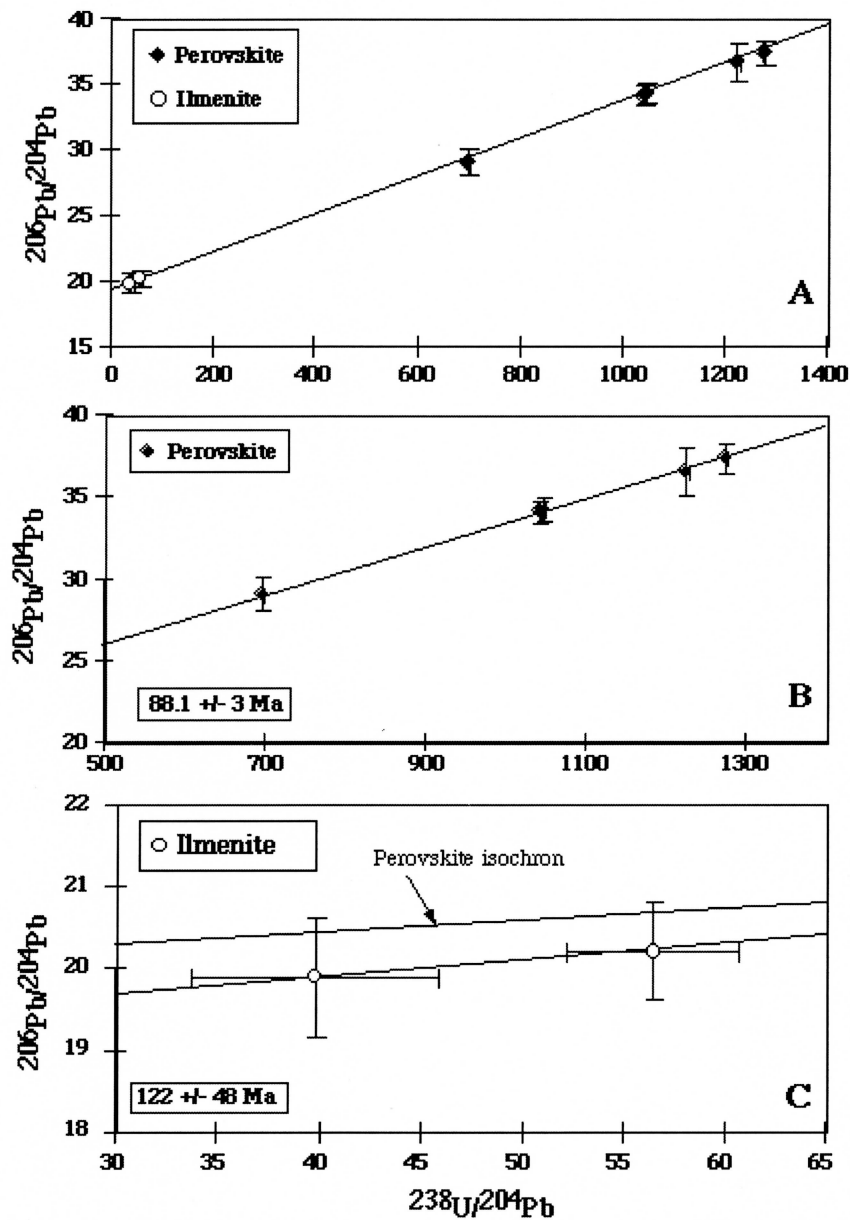 40
35
30
25
20
15
206Pb/204Pb
Perovskite
Ilmenite
A
0 200 400 600 800 1000 1200 1400
40
35
30
25
20
206Pb/204Pb
Perovskite
88.1 +/- 3 Ma
B
500 700 900 1100 1300
22
21
20
19
18
206Pb/204Pb
Ilmenite
Perovskite isochron
122 +/- 48 Ma
C
30 35 40 45 50 55 60 65
238U/204Pb